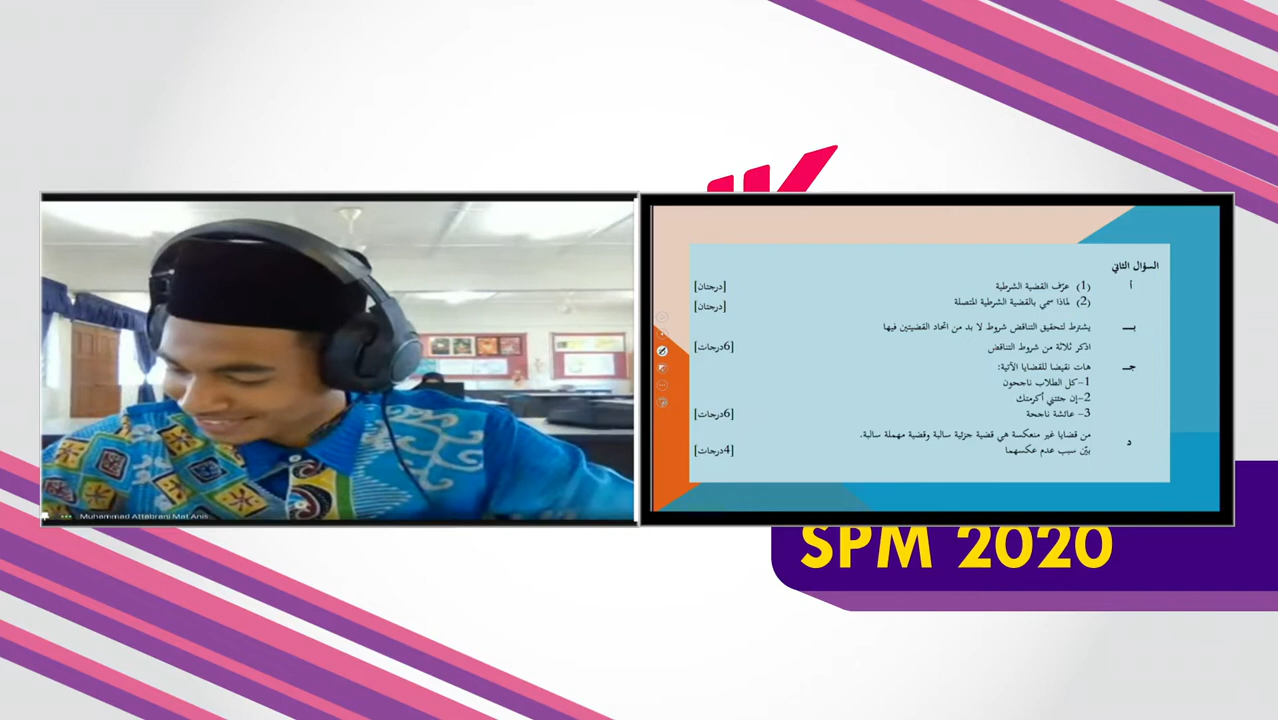 السؤال الثاني
أ (1) عرّف القضية الشرطية [درجتان]
(2) لماذا سمي بالقضية الشرطية المتصلة [درجتان]
بـ يشترط لتحقيق التناقض شروط لا بد من اتحاد القضيتين فيها
اذكر ثلاثة من شروط التناقض [6درجات]
جـ هات نقيضا للقضايا الآتية:
1-كل الطلاب ناجحون
2-إن جئتني أكرمتك
3- عائشة ناجحة [6درجات]
د من قضايا غير منعكسة هي قضية جزئية سالبة وقضية مهملة سالبة.
بيّن سبب عدم عكسهما [4درجات]
Muhammad Attabrani Mat Anis
SPM 2020